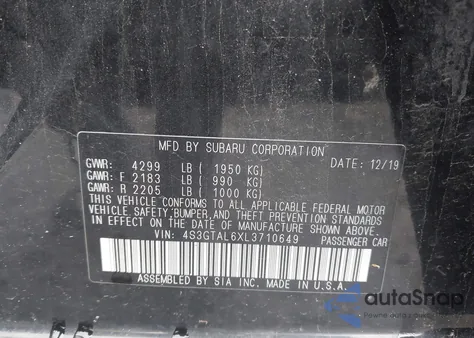 MFD BY SUBARU CORPORATION
DATE: 12/19
GVWR: 4299 LB ( 1950 KG)
GAWR: F 2183 LB ( 990 KG)
GAWR: R 2205 LB ( 1000 KG)
THIS VEHICLE CONFORMS TO ALL APPLICABLE FEDERAL MOTOR
VEHICLE SAFETY, BUMPER, AND THEFT PREVENTION STANDARDS
IN EFFECT ON THE DATE OF MANUFACTURE SHOWN ABOVE.
VIN: 4S3GTAL6XL3710649 PASSENGER CAR
ASSEMBLED BY SIA INC. MADE IN U.S.A.
autoSnap